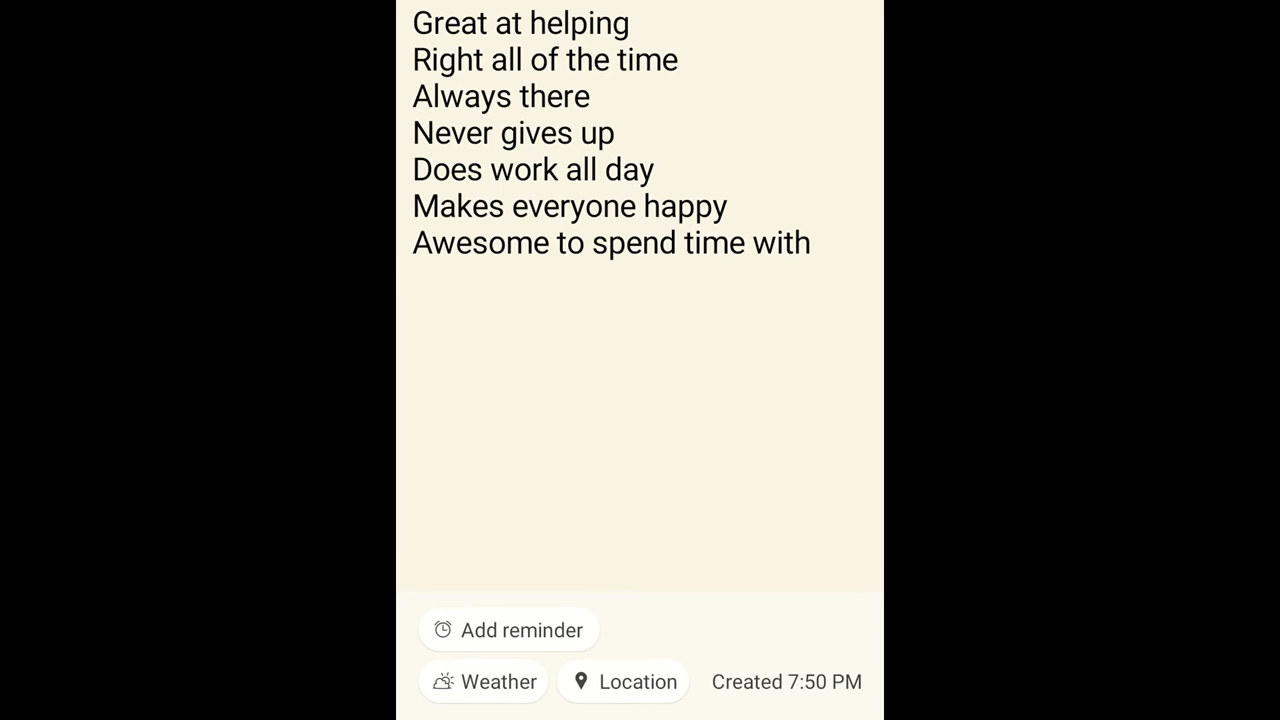 Great at helping
Right all of the time
Always there
Never gives up
Does work all day
Makes everyone happy
Awesome to spend time with
Add reminder
Weather
Location
Created 7:50 PM